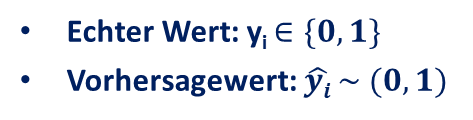 • Echter Wert: yᵢ ∈ {0, 1}
• Vorhersagewert: ŷᵢ ~ (0, 1)